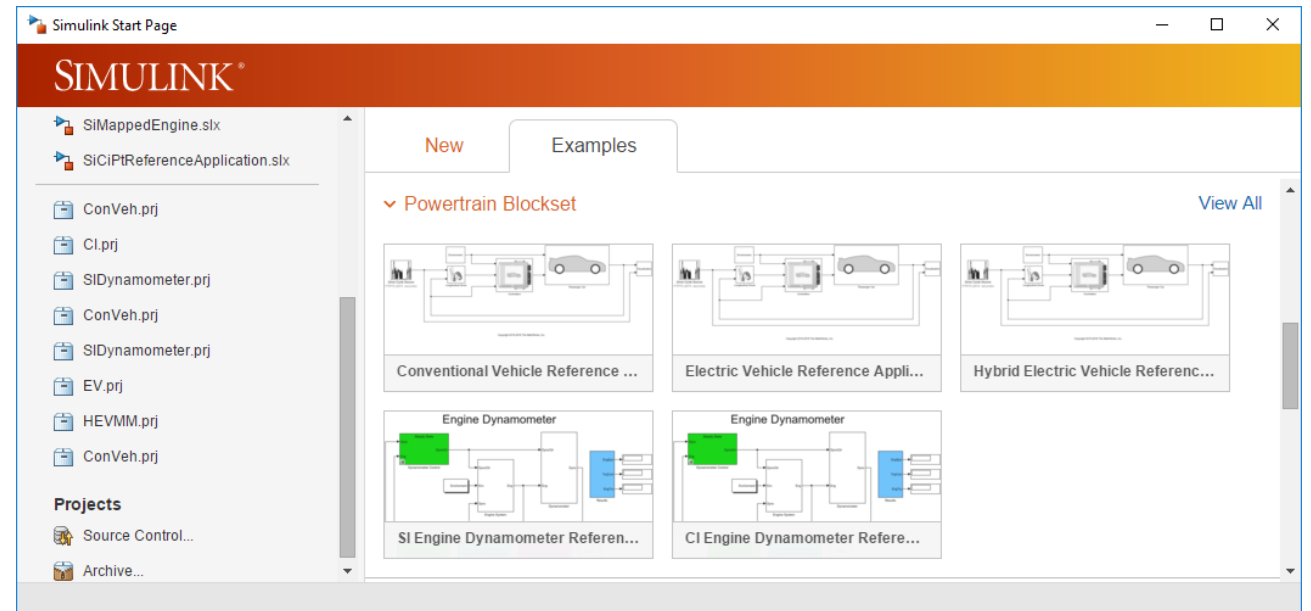 Simulink Start Page
SIMULINK®
SiMappedEngine.slx
SiCiPtReferenceApplication.slx
ConVeh.prj
CI.prj
SIDynamometer.prj
ConVeh.prj
SIDynamometer.prj
EV.prj
HEVMM.prj
ConVeh.prj
Projects
Source Control...
Archive...
New
Examples
Powertrain Blockset
View All
Conventional Vehicle Reference ...
Electric Vehicle Reference Appli...
Hybrid Electric Vehicle Referenc...
Engine Dynamometer
SI Engine Dynamometer Referen...
Engine Dynamometer
CI Engine Dynamometer Refere...